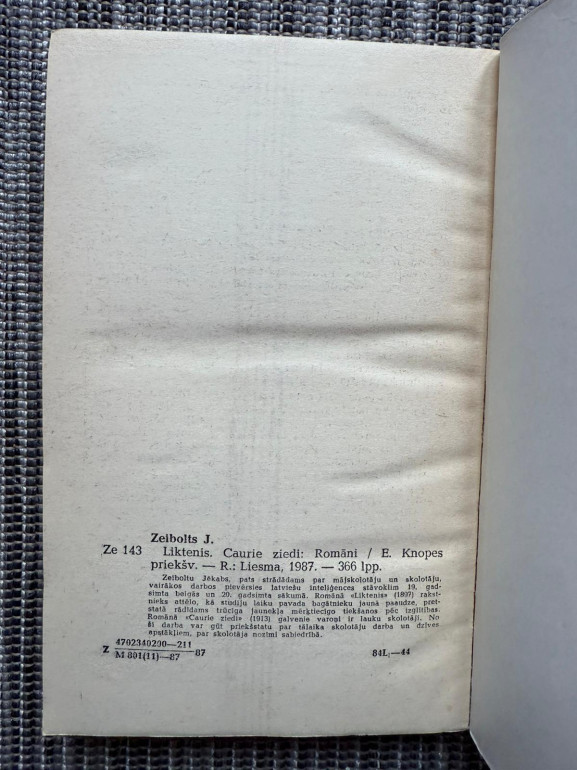 Zeibolts J.
Ze 143 Liktenis. Caurie ziedi: Romāni / E. Knopes
priekšv. — R.: Liesma, 1987. — 366 lpp.
Zeiboltu Jēkabs, pats strādādams par mājskolotāju un skolotāju,
vairākos darbos pievērsies latviešu inteliģences stāvoklim 19. gad-
simta beigās un 20. gadsimta sākumā. Romānā «Liktenis» (1897) rakst-
nieks attēlo, kā studiju laiku pavada bagātnieku jaunā paaudze, pret-
statā rādīdams trūcīga jaunekļa mērķtiecīgo tiekšanos pēc izglītības.
Romānā «Caurie ziedi» (1913) galvenie varoņi ir lauku skolotāji. No
šī darba var gūt priekšstatu par tālaika skolotāju darba un dzīves
apstākļiem, par skolotāja nozīmi sabiedrībā.
Z 4702340200—211
M 801(11)—87 87 84L1—44